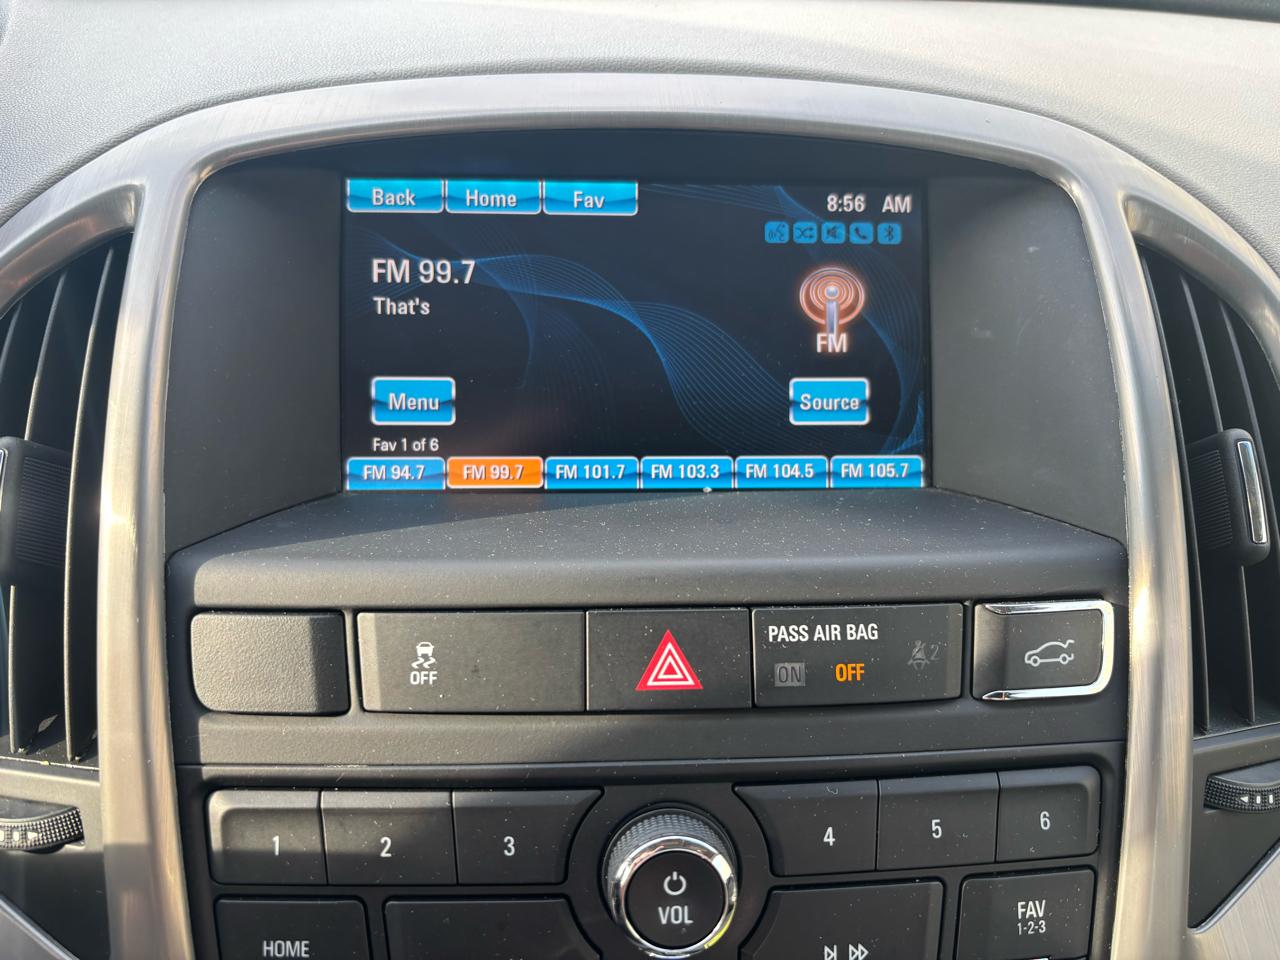 Back Home Fav 8:56 AM
FM 99.7
That's
FM
Menu Source
Fav 1 of 6
FM 94.7 FM 99.7 FM 101.7 FM 103.3 FM 104.5 FM 105.7
PASS AIR BAG
OFF ON OFF 2
1 2 3 4 5 6
VOL
HOME FAV
1-2-3